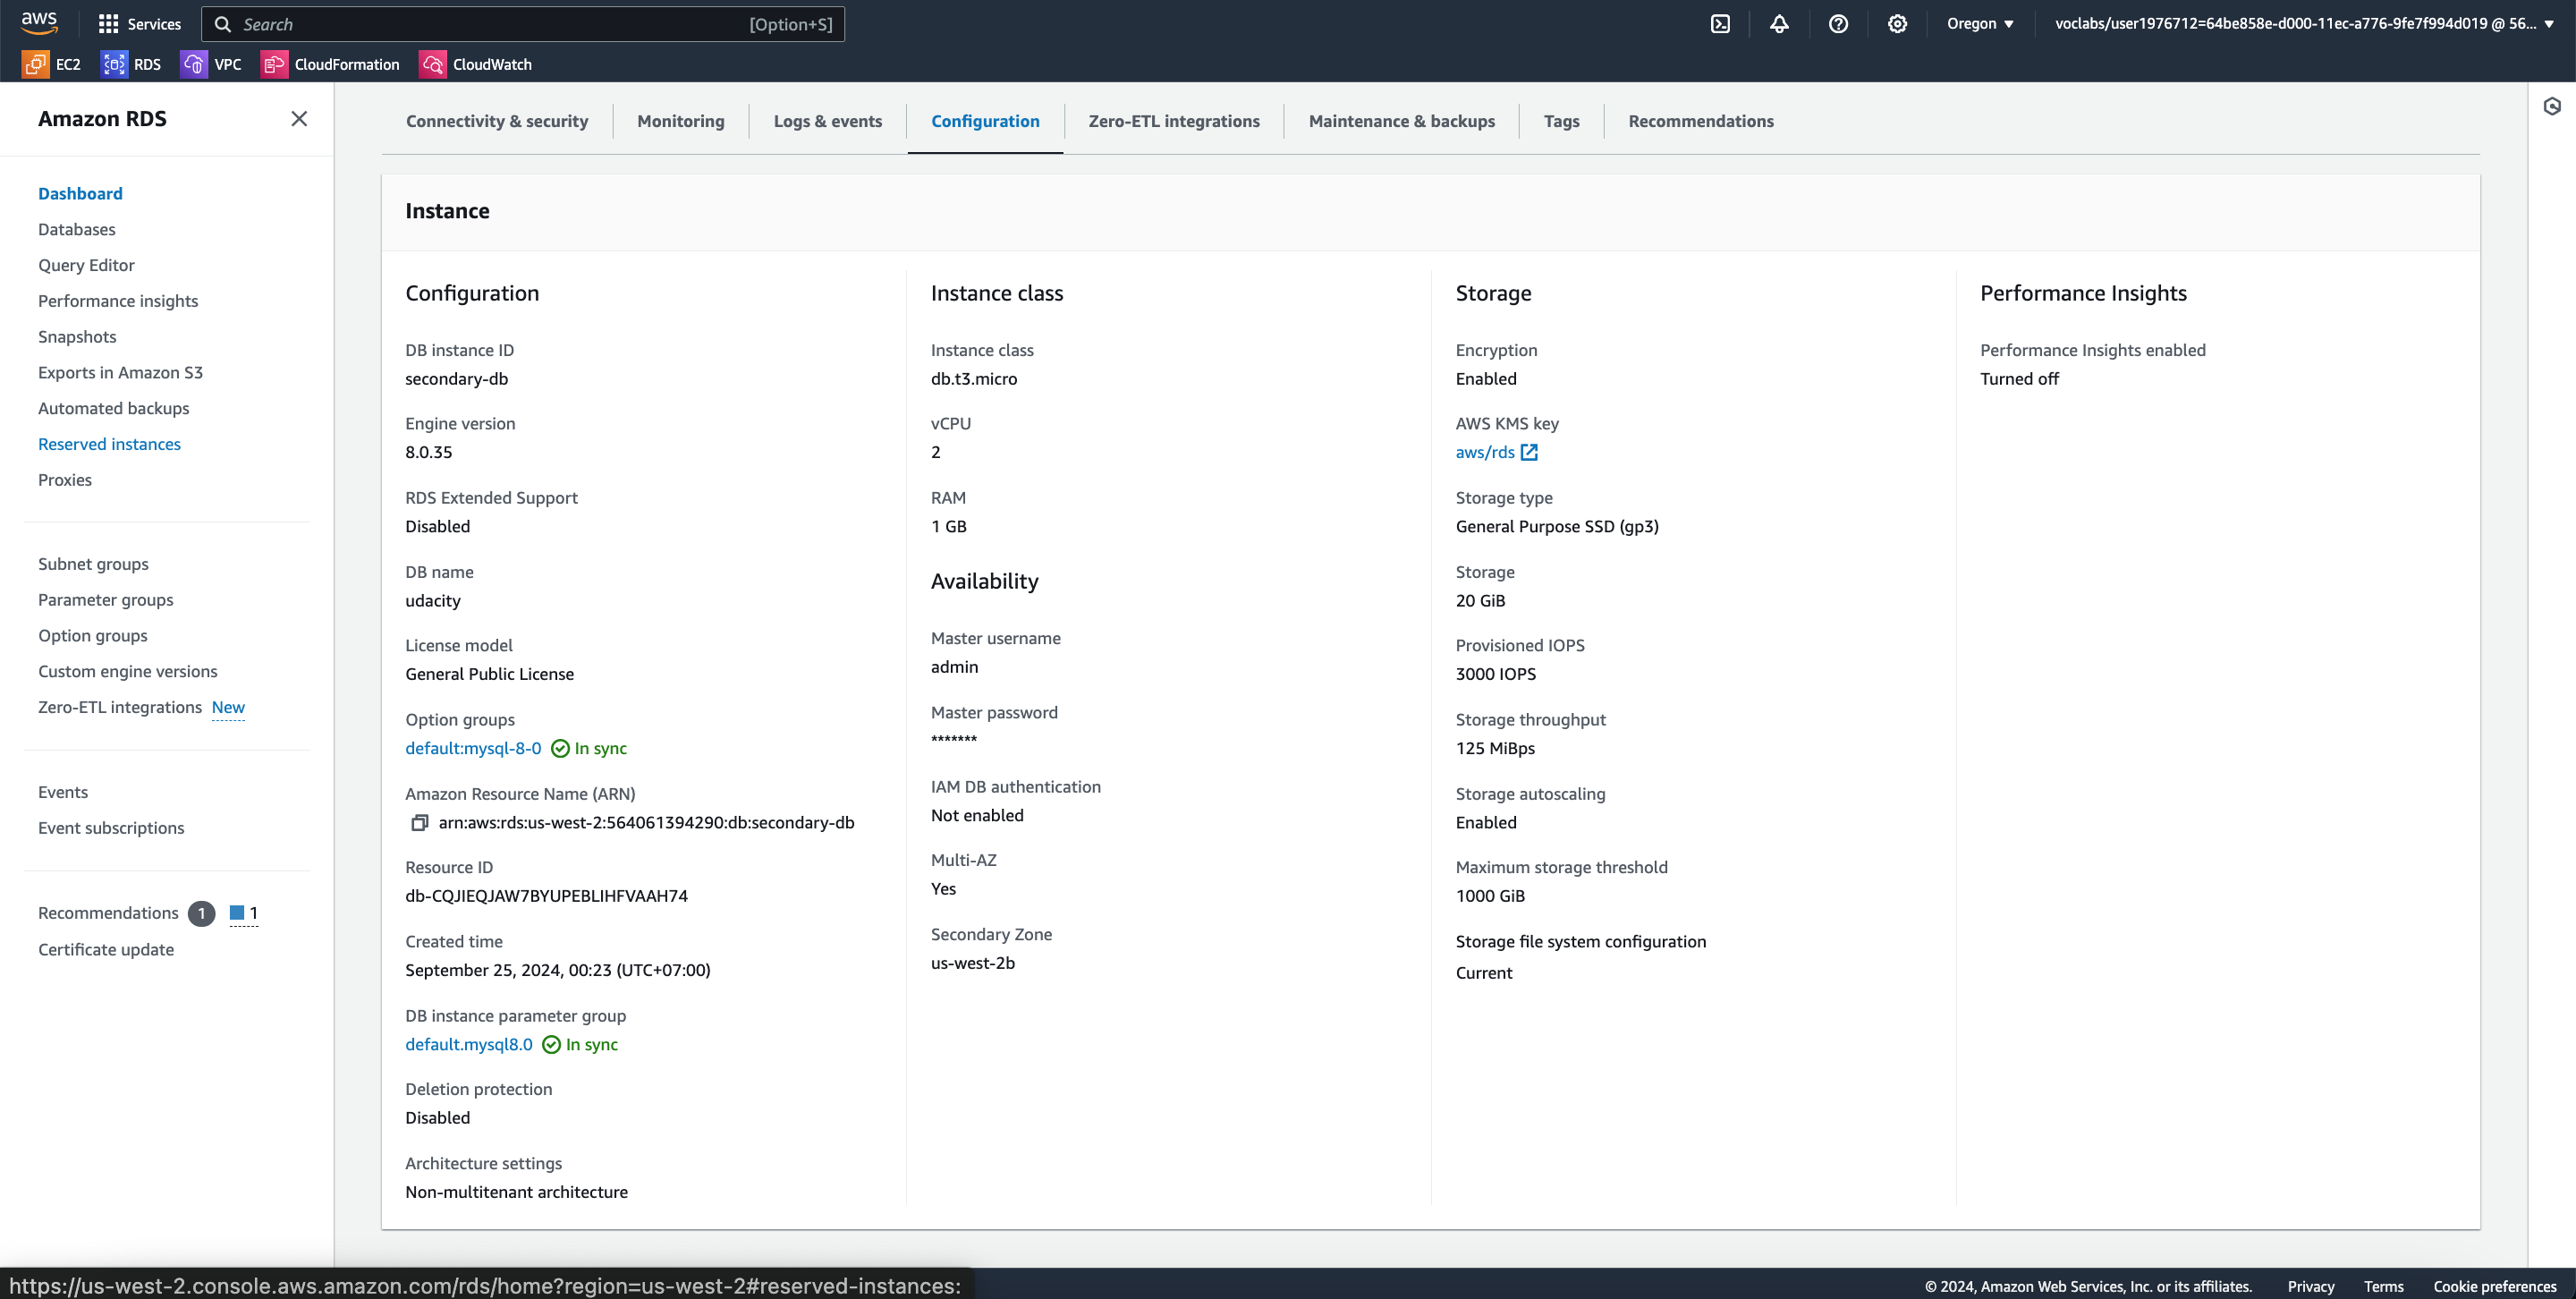 aws
Services
Search [Option+S]
Oregon
voclabs/user1976712=64be858e-d000-11ec-a776-9fe7f994d019 @ 56...
EC2 RDS VPC CloudFormation CloudWatch
Amazon RDS
Dashboard
Databases
Query Editor
Performance insights
Snapshots
Exports in Amazon S3
Automated backups
Reserved instances
Proxies
Subnet groups
Parameter groups
Option groups
Custom engine versions
Zero-ETL integrations New
Events
Event subscriptions
Recommendations 1 1
Certificate update
Connectivity & security Monitoring Logs & events Configuration Zero-ETL integrations Maintenance & backups Tags Recommendations
Instance
Configuration
DB instance ID
secondary-db
Engine version
8.0.35
RDS Extended Support
Disabled
DB name
udacity
License model
General Public License
Option groups
default:mysql-8-0 In sync
Amazon Resource Name (ARN)
arn:aws:rds:us-west-2:564061394290:db:secondary-db
Resource ID
db-CQJIEQJAW7BYUPEBLIHFVAAH74
Created time
September 25, 2024, 00:23 (UTC+07:00)
DB instance parameter group
default.mysql8.0 In sync
Deletion protection
Disabled
Architecture settings
Non-multitenant architecture
Instance class
Instance class
db.t3.micro
vCPU
2
RAM
1 GB
Availability
Master username
admin
Master password
*******
IAM DB authentication
Not enabled
Multi-AZ
Yes
Secondary Zone
us-west-2b
Storage
Encryption
Enabled
AWS KMS key
aws/rds
Storage type
General Purpose SSD (gp3)
Storage
20 GiB
Provisioned IOPS
3000 IOPS
Storage throughput
125 MiBps
Storage autoscaling
Enabled
Maximum storage threshold
1000 GiB
Storage file system configuration
Current
Performance Insights
Performance Insights enabled
Turned off
https://us-west-2.console.aws.amazon.com/rds/home?region=us-west-2#reserved-instances:
© 2024, Amazon Web Services, Inc. or its affiliates. Privacy Terms Cookie preferences